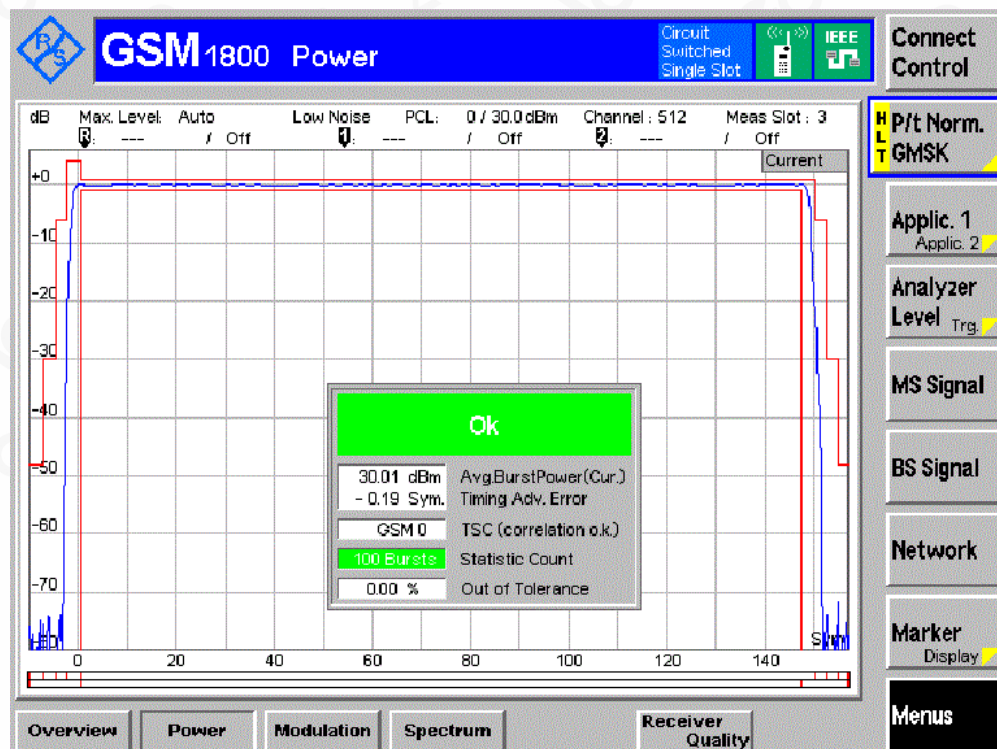 R/S
GSM 1800 Power
Circuit
Switched
Single Slot
IEEE
Connect
Control
dB Max. Level: Auto Low Noise PCL: 0 / 30.0 dBm Channel : 512 Meas Slot : 3
R: --- / Off 1: --- / Off 2: --- / Off
Current
HLT
P/t Norm.
GMSK
Applic. 1
Applic. 2
Analyzer
Level Trg.
MS Signal
BS Signal
Network
Marker
Display
Menus
+0
-10
-20
-30
-40
-50
-60
-70
-80
Ok
30.01 dBm Avg.BurstPower(Cur.)
- 0.19 Sym. Timing Adv. Error
GSM 0 TSC (correlation o.k.)
100 Bursts Statistic Count
0.00 % Out of Tolerance
Sym
0 20 40 60 80 100 120 140
Overview Power Modulation Spectrum Receiver
Quality